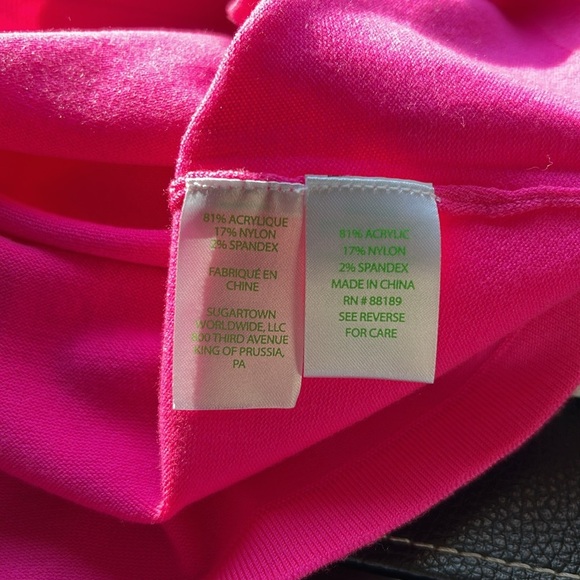 81% ACRYLIQUE
17% NYLON
2% SPANDEX
FABRIQUÉ EN
CHINE
SUGARTOWN
WORLDWIDE, LLC
800 THIRD AVENUE
KING OF PRUSSIA,
PA
81% ACRYLIC
17% NYLON
2% SPANDEX
MADE IN CHINA
RN # 88189
SEE REVERSE
FOR CARE